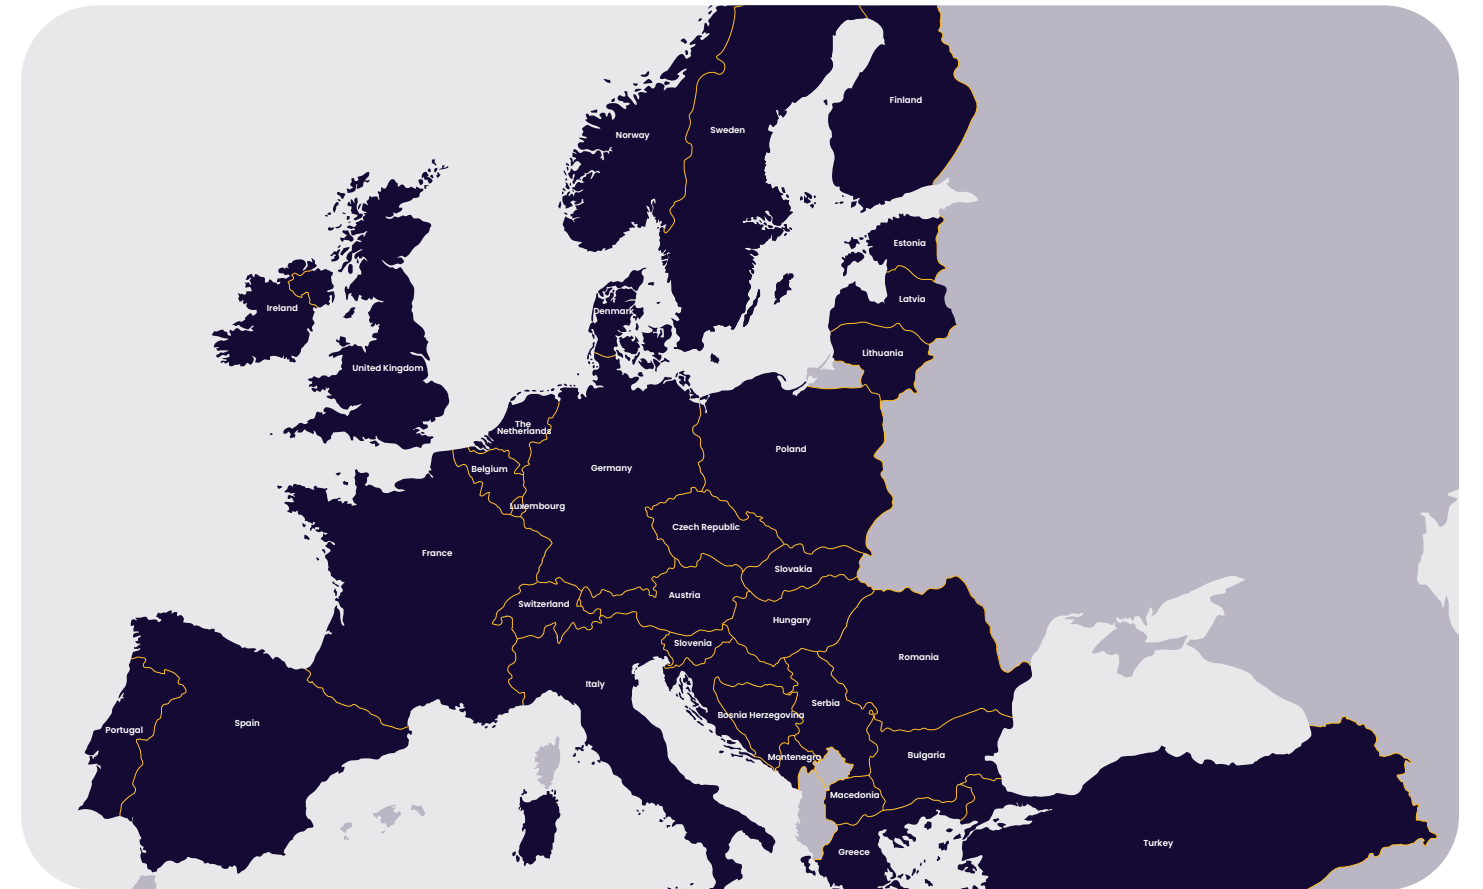 Finland
Sweden
Norway
Estonia
Latvia
Ireland
Denmark
Lithuania
United Kingdom
The
Netherlands
Poland
Belgium
Germany
Luxembourg
Czech Republic
France
Slovakia
Austria
Switzerland
Hungary
Slovenia
Romania
Italy
Serbia
Bosnia Herzegovina
Spain
Portugal
Bulgaria
Montenegro
Macedonia
Turkey
Greece